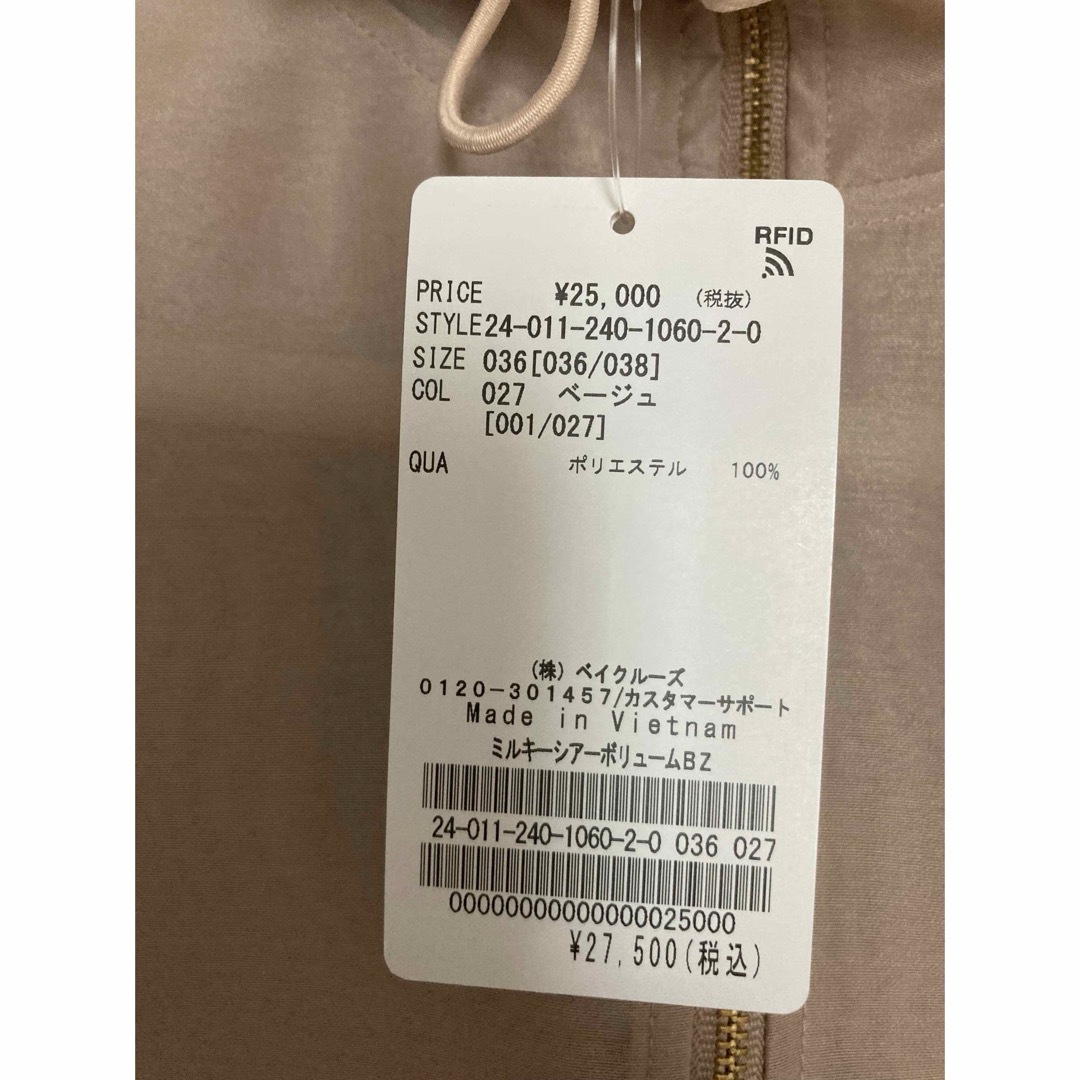 RFID
PRICE ¥25,000 (税抜)
STYLE 24-011-240-1060-2-0
SIZE 036[036/038]
COL 027 ベージュ
[001/027]
QUA ポリエステル 100%
(株) ベイクルーズ
0120-301457/カスタマーサポート
Made in Vietnam
ミルキーシアーボリュームBZ
24-011-240-1060-2-0 036 027
00000000000000025000
¥27,500(税込)